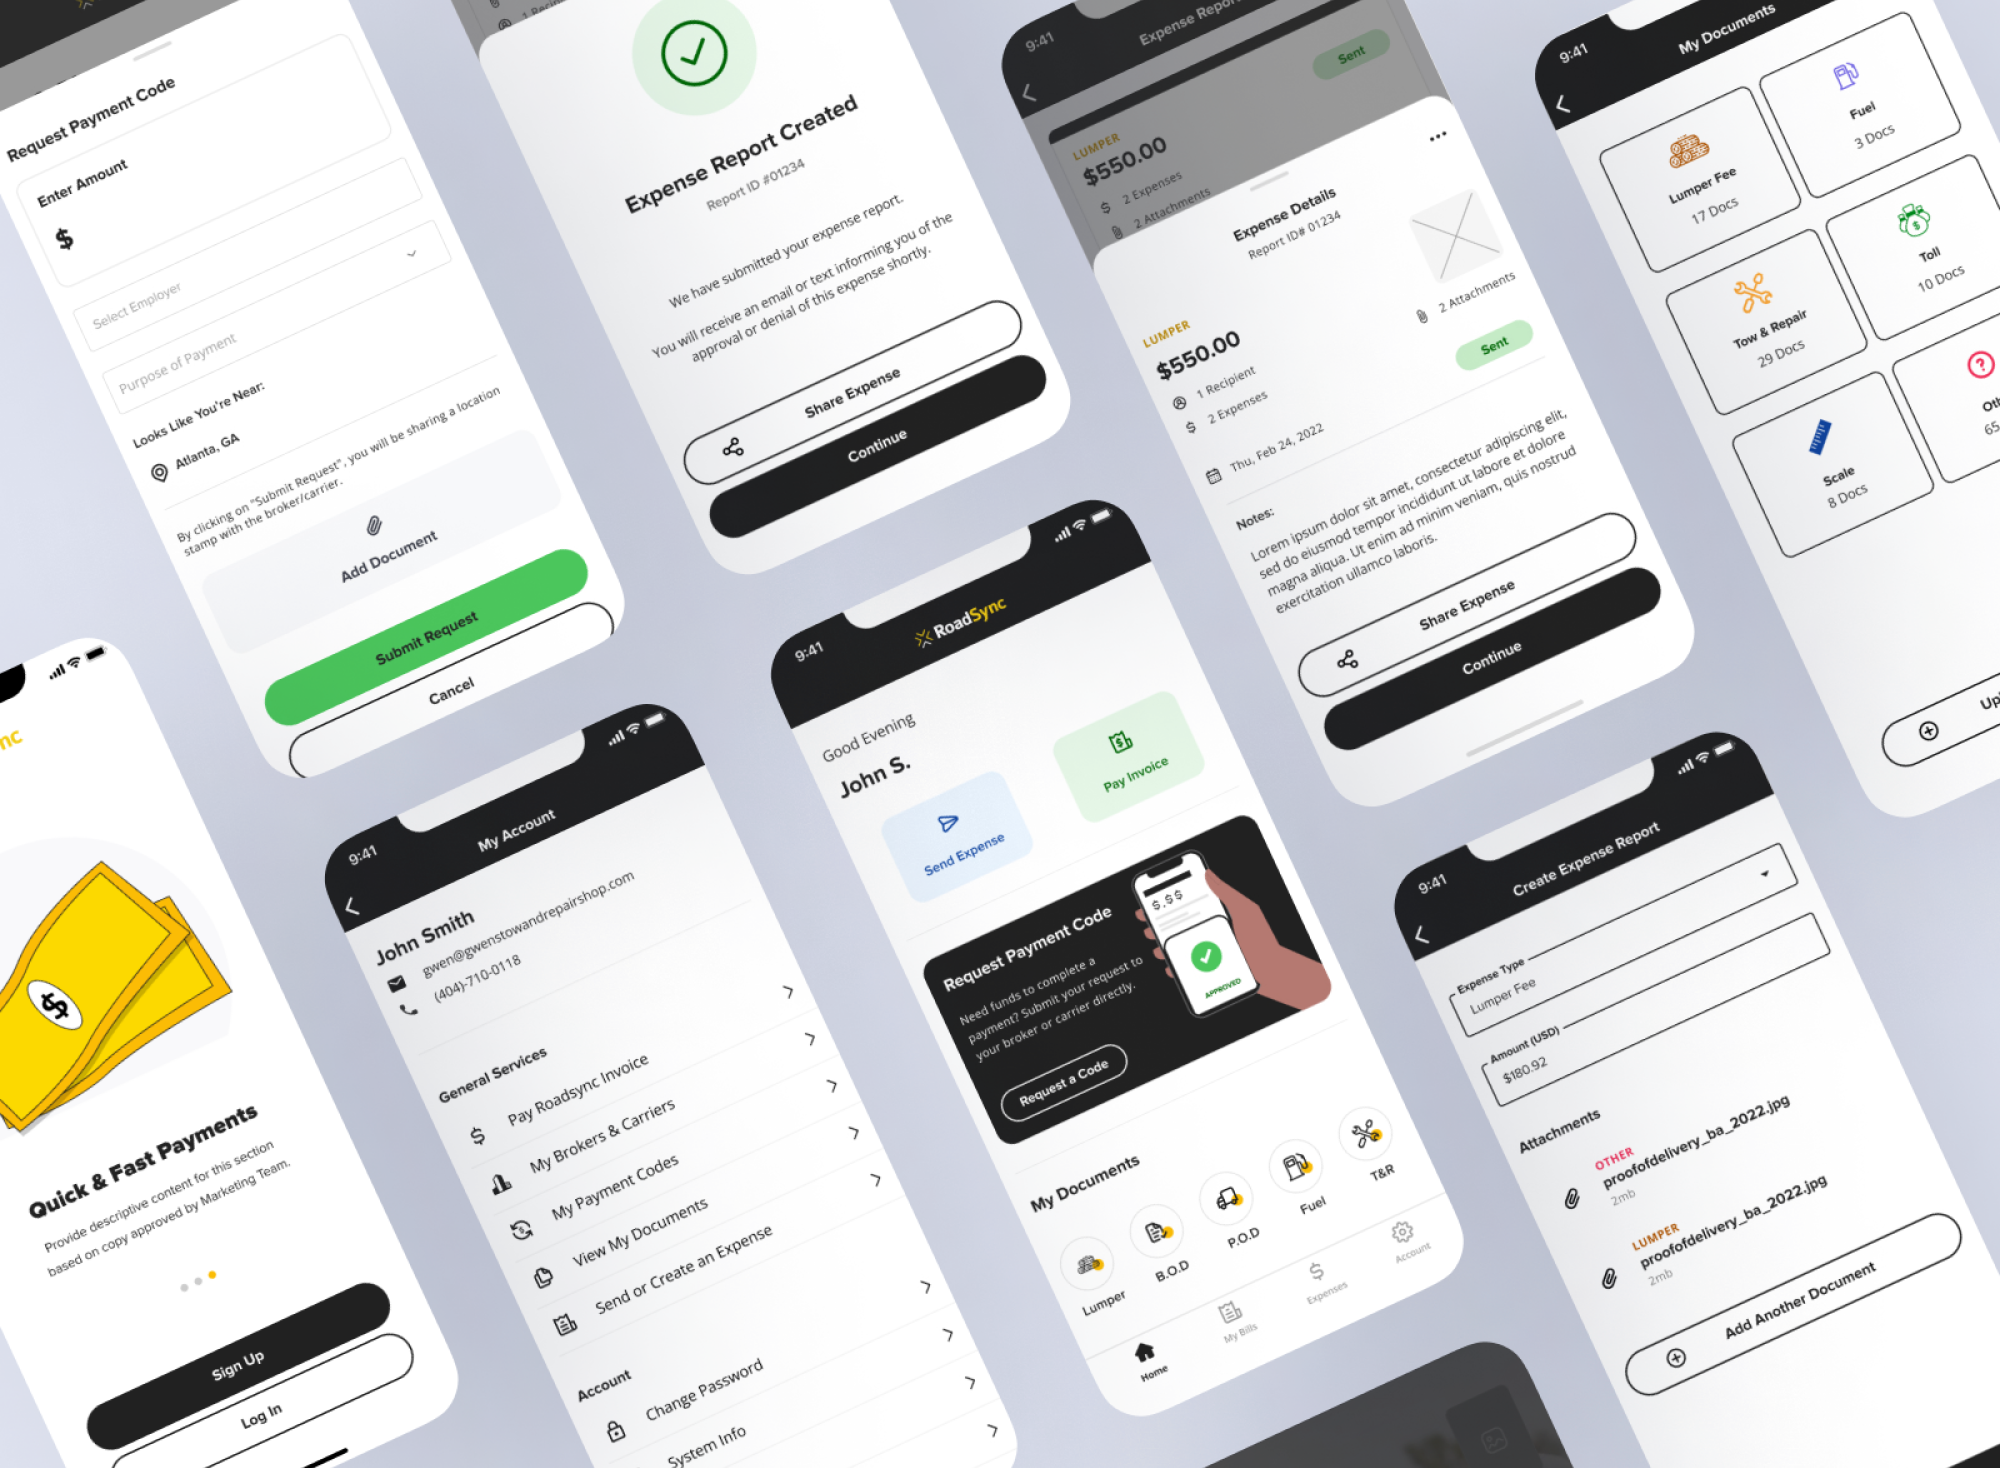 Request Payment Code
Enter Amount
$
Select Employer
Purpose of Payment
Looks Like You're Near:
Atlanta, GA
By clicking on "Submit Request", you will be sharing a location
stamp with the broker/carrier.
Add Document
Submit Request
Cancel
Expense Report Created
Report ID #01234
We have submitted your expense report.
You will receive an email or text informing you of the
approval or denial of this expense shortly.
Share Expense
Continue
9:41
Expense Report
Sent
LUMPER
$550.00
2 Expenses
2 Attachments
Expense Details
Report ID# 01234
2 Attachments
LUMPER
$550.00
Sent
1 Recipient
2 Expenses
Thu, Feb 24, 2022
Notes:
Lorem ipsum dolor sit amet, consectetur adipiscing elit,
sed do eiusmod tempor incididunt ut labore et dolore
magna aliqua. Ut enim ad minim veniam, quis nostrud
exercitation ullamco laboris.
Share Expense
Continue
9:41
My Documents
Lumper Fee
17 Docs
Fuel
3 Docs
Tow & Repair
29 Docs
Toll
10 Docs
Scale
8 Docs
65
nc
Quick & Fast Payments
Provide descriptive content for this section
based on copy approved by Marketing Team.
Sign Up
Log In
9:41
My Account
John Smith
gwen@gwenstowandrepairshop.com
(404)-710-0118
General Services
Pay Roadsync Invoice
My Brokers & Carriers
My Payment Codes
View My Documents
Send or Create an Expense
Account
Change Password
System Info
9:41
RoadSync
Good Evening
John S.
Send Expense
Pay Invoice
Request Payment Code
Need funds to complete a
payment? Submit your request to
your broker or carrier directly.
Request a Code
$.$$
APPROVED
My Documents
Lumper
B.O.D
P.O.D
Fuel
T&R
Home
My Bills
Expenses
Account
9:41
Create Expense Report
Expense Type
Lumper Fee
Amount (USD)
$180.92
Attachments
OTHER
proofofdelivery_ba_2022.jpg
2mb
LUMPER
proofofdelivery_ba_2022.jpg
2mb
Add Another Document